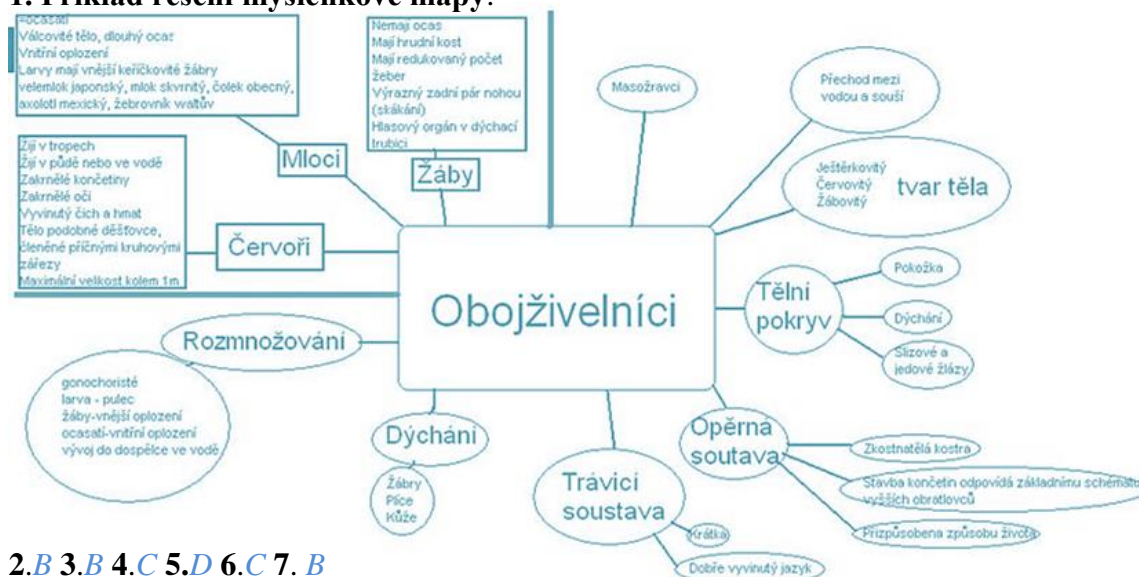 1. Příklad řešení myšlenkové mapy:
=ocasatí
Válcovité tělo, dlouhý ocas
Vnitřní oplození
Larvy mají vnější keříčkovité žábry
velemlok japonský, mlok skvrnitý, čolek obecný,
axolotl mexický, žebrovník waltův
Mloci
Nemají ocas
Mají hrudní kost
Mají redukovaný počet
žeber
Výrazný zadní pár nohou
(skákání)
Hlasový orgán v dýchací
trubici
Žáby
Masožravci
Přechod mezi
vodou a souší
Ještěrkovitý
Červovitý
Žábovitý
tvar těla
Žijí v tropech
Žijí v půdě nebo ve vodě
Zakrnělé končetiny
Zakrnělé oči
Vyvinutý čich a hmat
Tělo podobné děšťovce,
členěné příčnými kruhovými
zářezy
Maximální velikost kolem 1m
Červoři
Obojživelníci
Tělní
pokryv
Pokožka
Dýchání
Slizové a
jedové žlázy
Rozmnožování
gonochoristé
larva - pulec
žáby-vnější oplození
ocasatí-vnitřní oplození
vývoj do dospělce ve vodě
Dýchání
Žábry
Plíce
Kůže
Trávicí
soustava
Krátká
Dobře vyvinutý jazyk
Opěrná
soutava
Zkostnatělá kostra
Stavba končetin odpovídá základnímu schématu
vyšších obratlovců
Prizpůsobena způsobu života
2.B 3.B 4.C 5.D 6.C 7. B